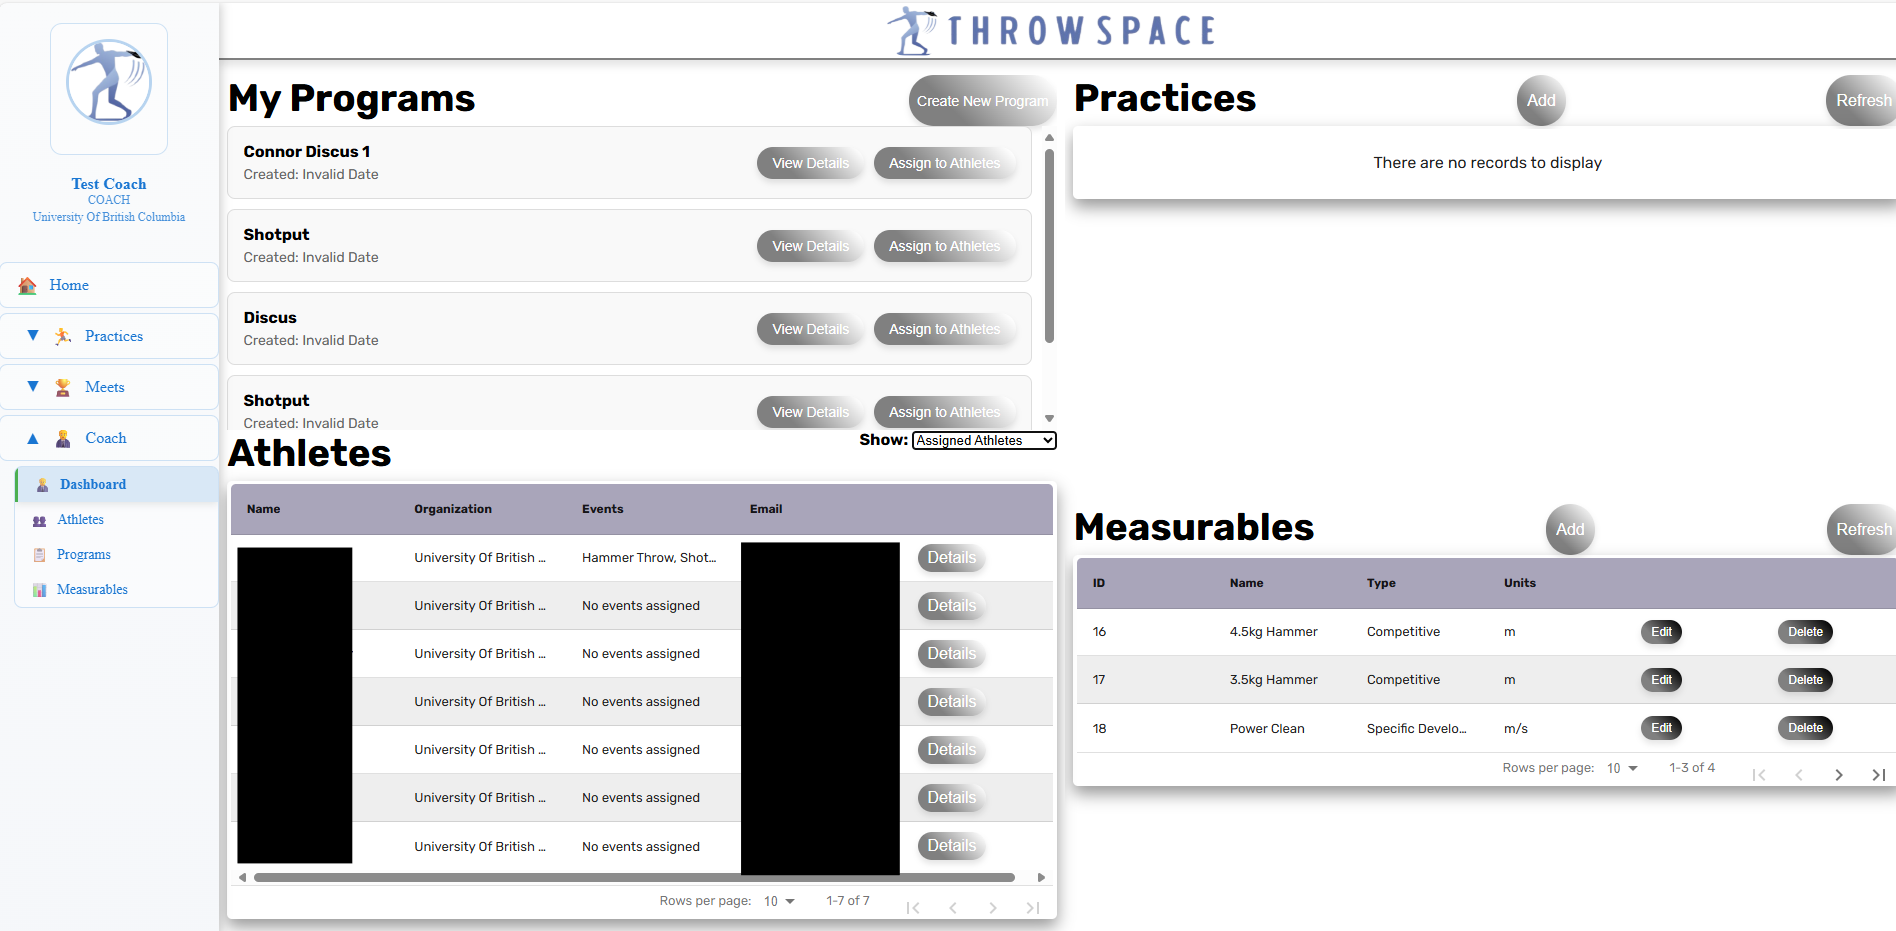 THROWSPACE
Test Coach
COACH
University Of British Columbia
Home
Practices
Meets
Coach
Dashboard
Athletes
Programs
Measurables
My Programs
Create New Program
Connor Discus 1
Created: Invalid Date
View Details
Assign to Athletes
Shotput
Created: Invalid Date
View Details
Assign to Athletes
Discus
Created: Invalid Date
View Details
Assign to Athletes
Shotput
Created: Invalid Date
View Details
Assign to Athletes
Athletes
Show: Assigned Athletes
Name Organization Events Email
University Of British ... Hammer Throw, Shot... Details
University Of British ... No events assigned Details
University Of British ... No events assigned Details
University Of British ... No events assigned Details
University Of British ... No events assigned Details
University Of British ... No events assigned Details
University Of British ... No events assigned Details
Rows per page: 10 1-7 of 7
Practices
Add
Refresh
There are no records to display
Measurables
Add
Refresh
ID Name Type Units
16 4.5kg Hammer Competitive m Edit Delete
17 3.5kg Hammer Competitive m Edit Delete
18 Power Clean Specific Develo... m/s Edit Delete
Rows per page: 10 1-3 of 4